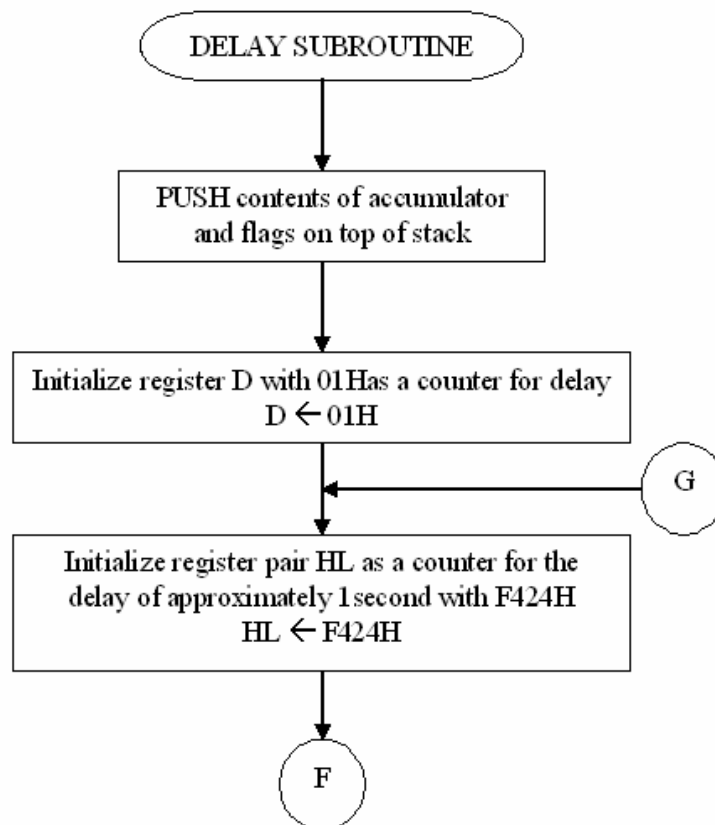 DELAY SUBROUTINE
PUSH contents of accumulator
and flags on top of stack
Initialize register D with 01Has a counter for delay
D ← 01H
G
Initialize register pair HL as a counter for the
delay of approximately 1second with F424H
HL ← F424H
F